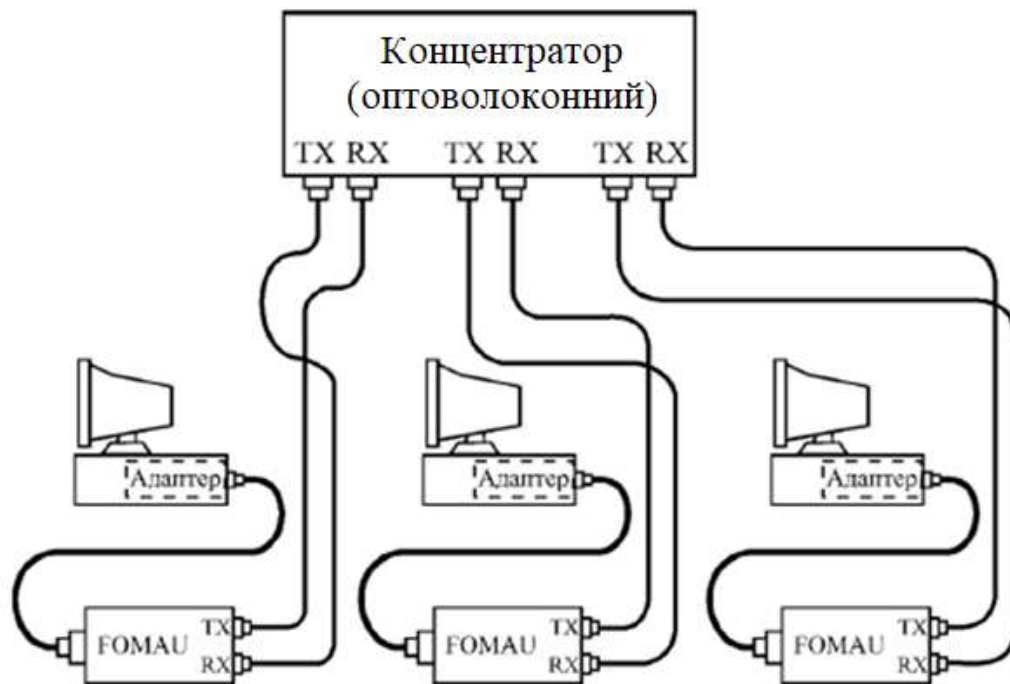 Концентратор
(оптоволоконний)
TX RX TX RX TX RX
Адаптер Адаптер Адаптер
TX TX TX
FOMAU FOMAU FOMAU
RX RX RX